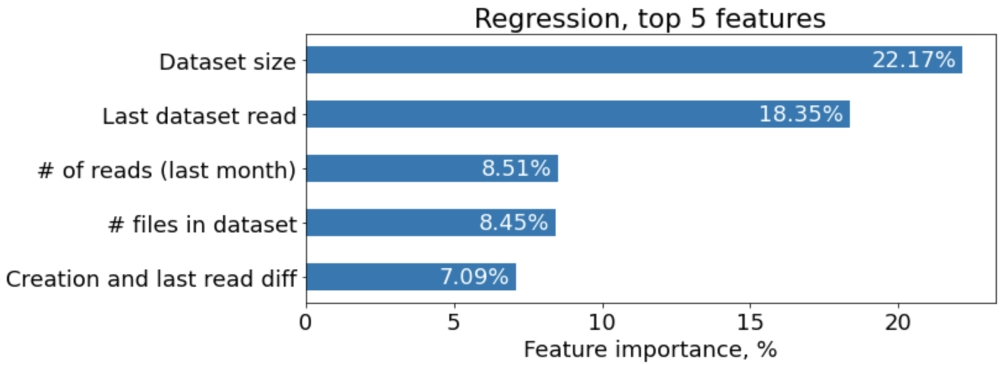 Regression, top 5 features
Dataset size
22.17%
Last dataset read
18.35%
# of reads (last month)
8.51%
# files in dataset
8.45%
Creation and last read diff
7.09%
0 5 10 15 20
Feature importance, %